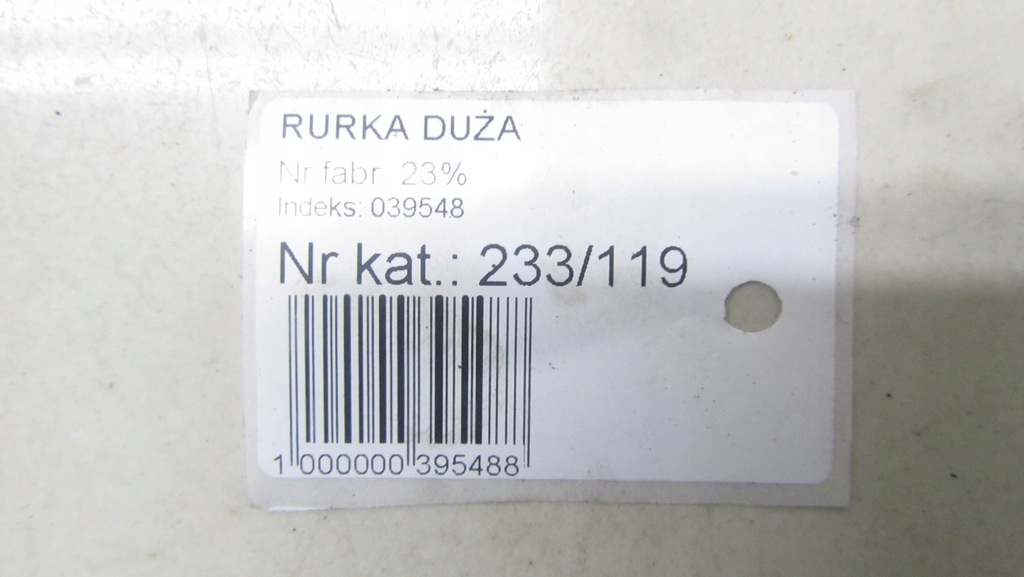 RURKA DUŻA
Nr fabr. 23%
Indeks: 039548
Nr kat.: 233/119
1 000000 395488